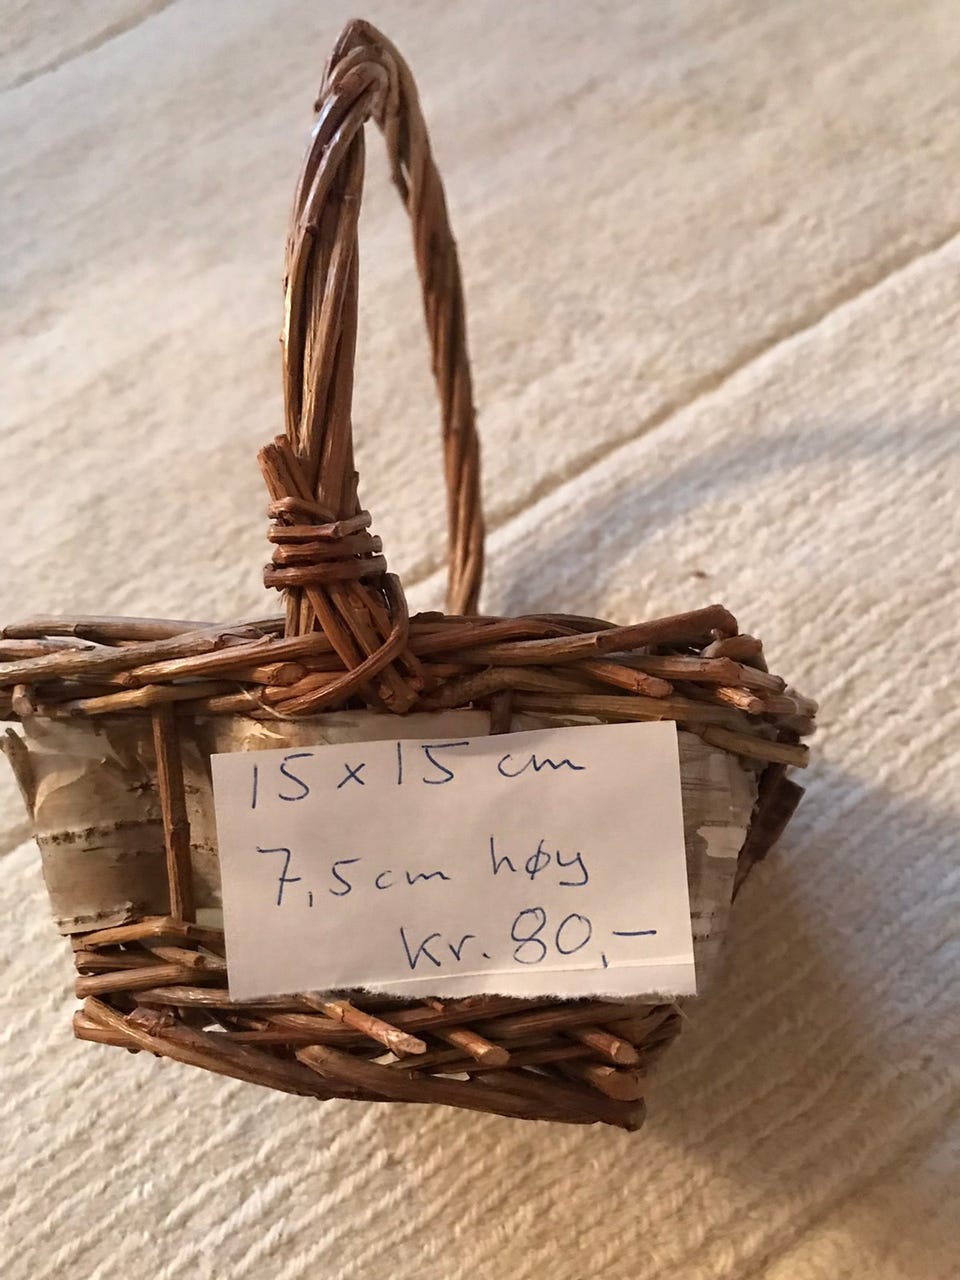 15 x 15 cm
7,5 cm høy
kr. 80,-